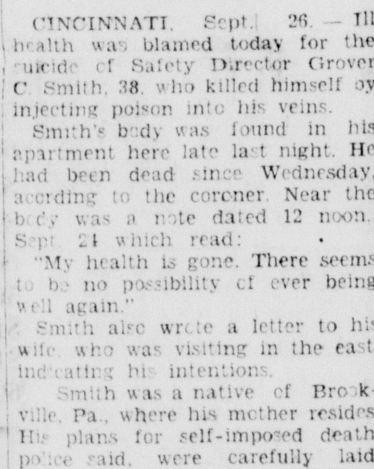 CINCINNATI, Sept. 26. — Ill
health was blamed today for the
suicide of Safety Director Grover
C. Smith, 38, who killed himself by
injecting poison into his veins.
Smith's body was found in his
apartment here late last night. He
had been dead since Wednesday,
acording to the coroner. Near the
body was a note dated 12 noon.
Sept. 24 which read:
"My health is gone. There seems
to be no possibility of ever being
well again."
Smith also wrote a letter to his
wife, who was visiting in the east
indicating his intentions.
Smith was a native of Brook-
ville, Pa., where his mother resides
His plans for self-imposed death
police said, were carefully laid